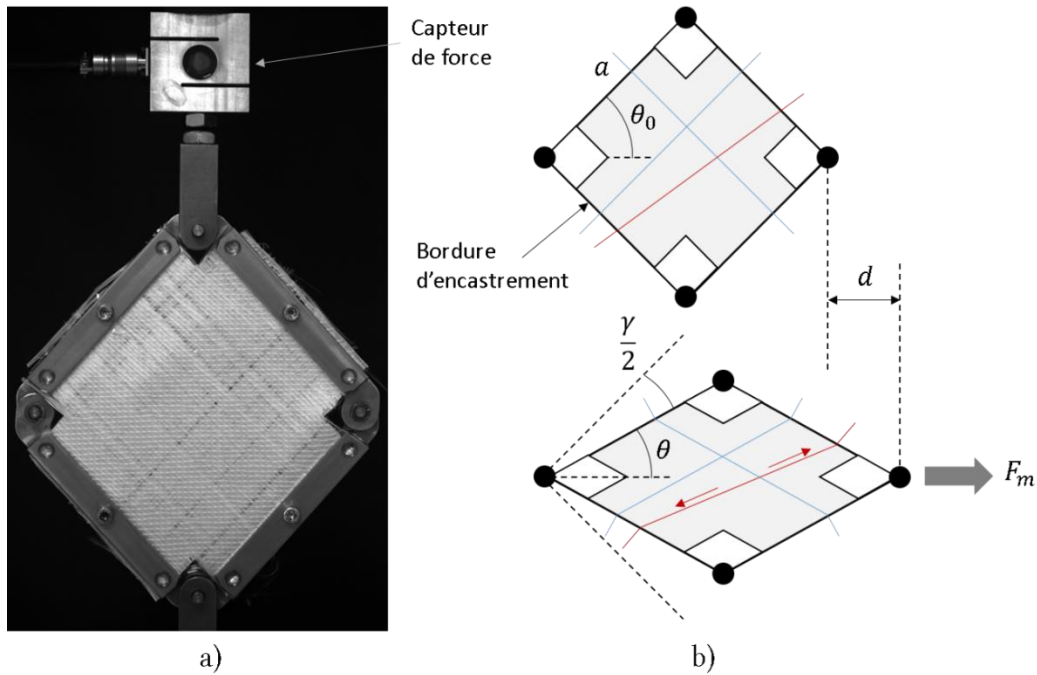 Capteur
de force
a
θ₀
Bordure
d'encastrement
d
γ/2
θ
Fₘ
a)
b)